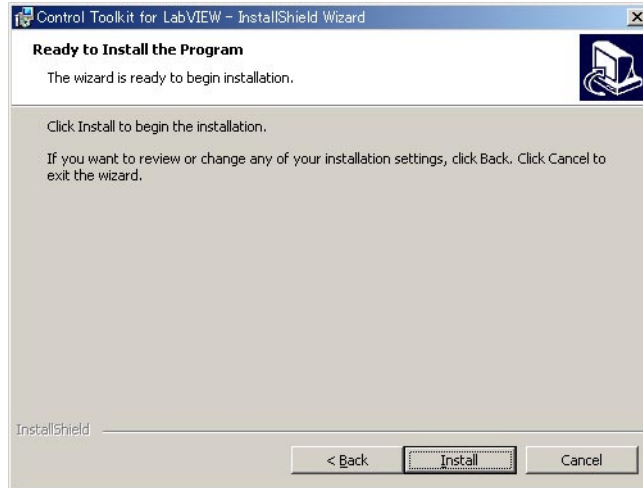 Control Toolkit for LabVIEW - InstallShield Wizard
Ready to Install the Program
The wizard is ready to begin installation.
Click Install to begin the installation.
If you want to review or change any of your installation settings, click Back. Click Cancel to
exit the wizard.
InstallShield
< Back Install Cancel